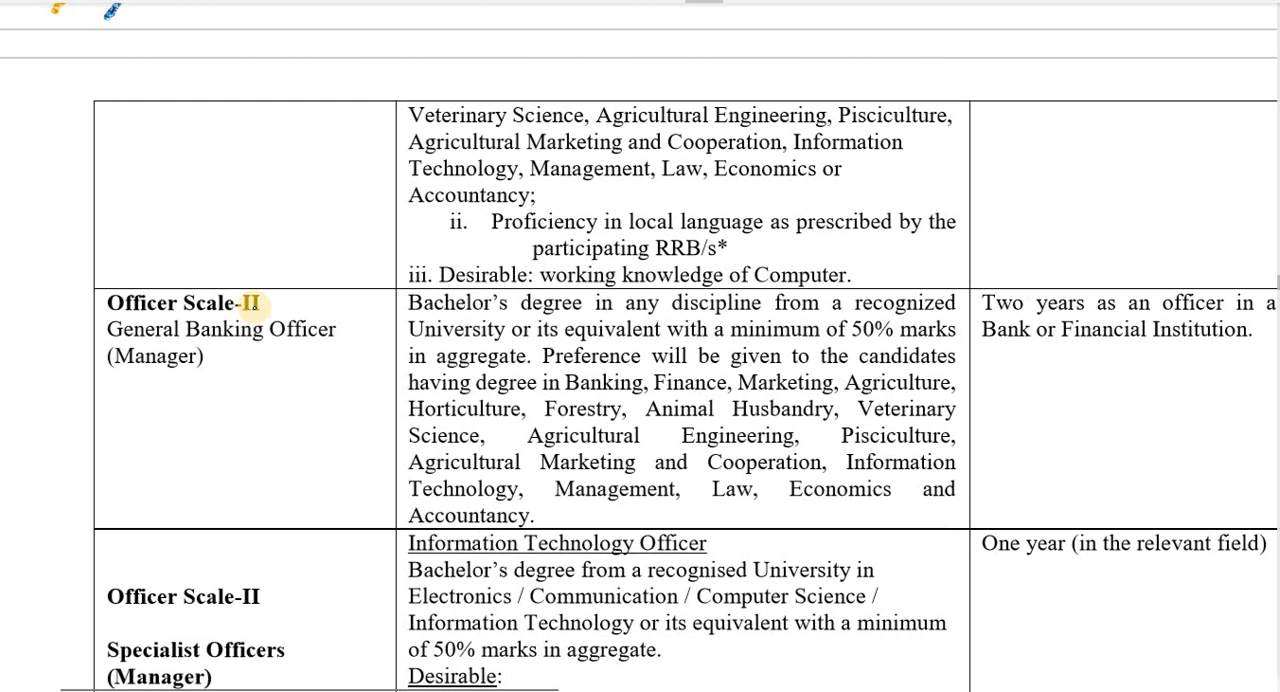 Veterinary Science, Agricultural Engineering, Pisciculture,
Agricultural Marketing and Cooperation, Information
Technology, Management, Law, Economics or
Accountancy;
ii. Proficiency in local language as prescribed by the
participating RRB/s*
iii. Desirable: working knowledge of Computer.
Officer Scale-II
General Banking Officer
(Manager)
Bachelor’s degree in any discipline from a recognized
University or its equivalent with a minimum of 50% marks
in aggregate. Preference will be given to the candidates
having degree in Banking, Finance, Marketing, Agriculture,
Horticulture, Forestry, Animal Husbandry, Veterinary
Science, Agricultural Engineering, Pisciculture,
Agricultural Marketing and Cooperation, Information
Technology, Management, Law, Economics and
Accountancy.
Two years as an officer in a
Bank or Financial Institution.
Officer Scale-II
Specialist Officers
(Manager)
Information Technology Officer
Bachelor’s degree from a recognised University in
Electronics / Communication / Computer Science /
Information Technology or its equivalent with a minimum
of 50% marks in aggregate.
Desirable:
One year (in the relevant field)